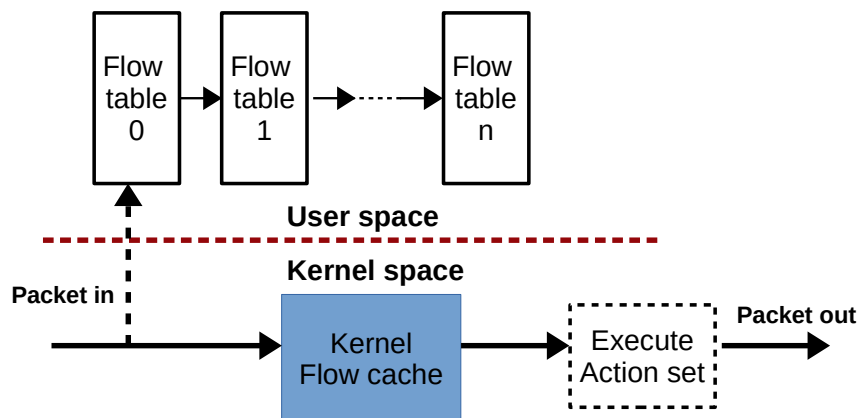 Flow
table
0
Flow
table
1
Flow
table
n
User space
Kernel space
Packet in
Kernel
Flow cache
Execute
Action set
Packet out